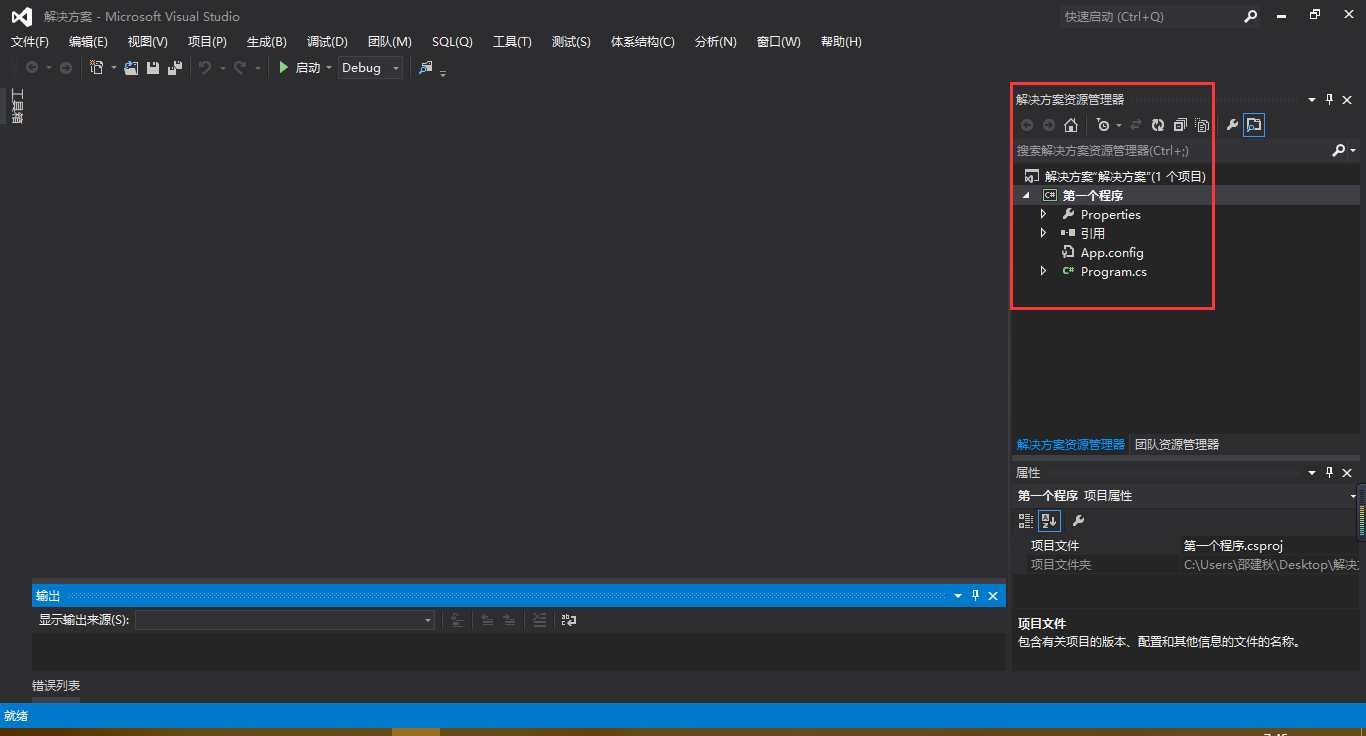 解决方案 - Microsoft Visual Studio
快速启动 (Ctrl+Q)
文件(F) 编辑(E) 视图(V) 项目(P) 生成(B) 调试(D) 团队(M) SQL(Q) 工具(T) 测试(S) 体系结构(C) 分析(N) 窗口(W) 帮助(H)
启动 Debug
工具箱
解决方案资源管理器
搜索解决方案资源管理器(Ctrl+;)
解决方案"解决方案"(1 个项目)
C# 第一个程序
Properties
引用
App.config
C# Program.cs
解决方案资源管理器 团队资源管理器
属性
第一个程序 项目属性
项目文件 第一个程序.csproj
项目文件夹 C:\Users\邵建秋\Desktop\解决
项目文件
包含有关项目的版本、配置和其他信息的文件的名称。
输出
显示输出来源(S):
错误列表
就绪